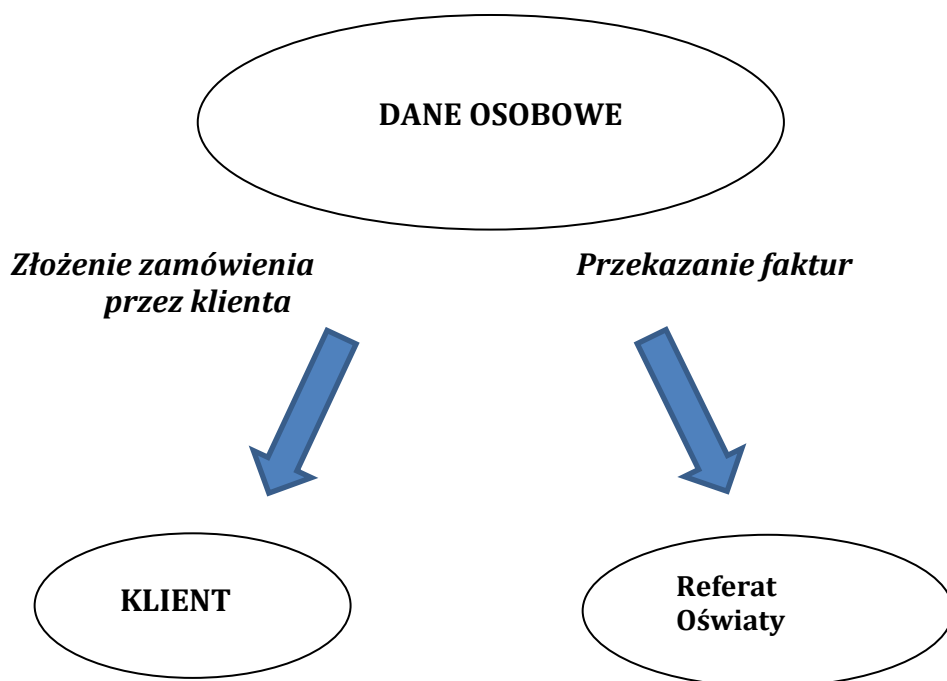 DANE OSOBOWE
Złożenie zamówienia
przez klienta
Przekazanie faktur
KLIENT
Referat
Oświaty